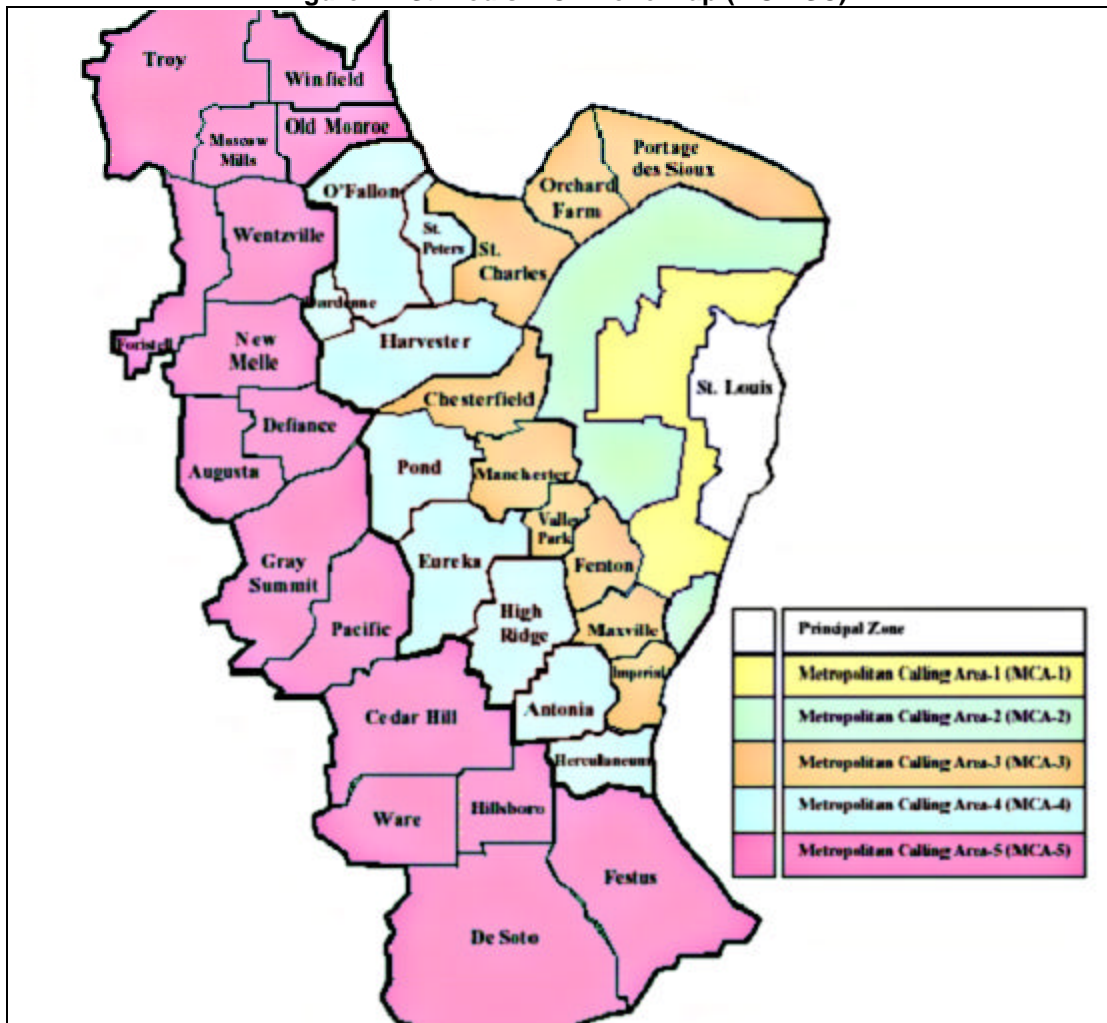 Troy
Winfield
Old Monroe
Moscow
Mills
Portage
des Sioux
O'Fallon
Orchard
Farm
Wentzville
St.
Peters
St.
Charles
Dardenne
Foristell
New
Melle
Harvester
St. Louis
Chesterfield
Defiance
Augusta
Pond
Manchester
Valley
Park
Gray
Summit
Eureka
Fenton
Pacific
High
Ridge
Maxville
Imperial
Cedar Hill
Antonia
Herculaneum
Ware
Hillsboro
Festus
De Soto
Principal Zone
Metropolitan Calling Area-1 (MCA-1)
Metropolitan Calling Area-2 (MCA-2)
Metropolitan Calling Area-3 (MCA-3)
Metropolitan Calling Area-4 (MCA-4)
Metropolitan Calling Area-5 (MCA-5)